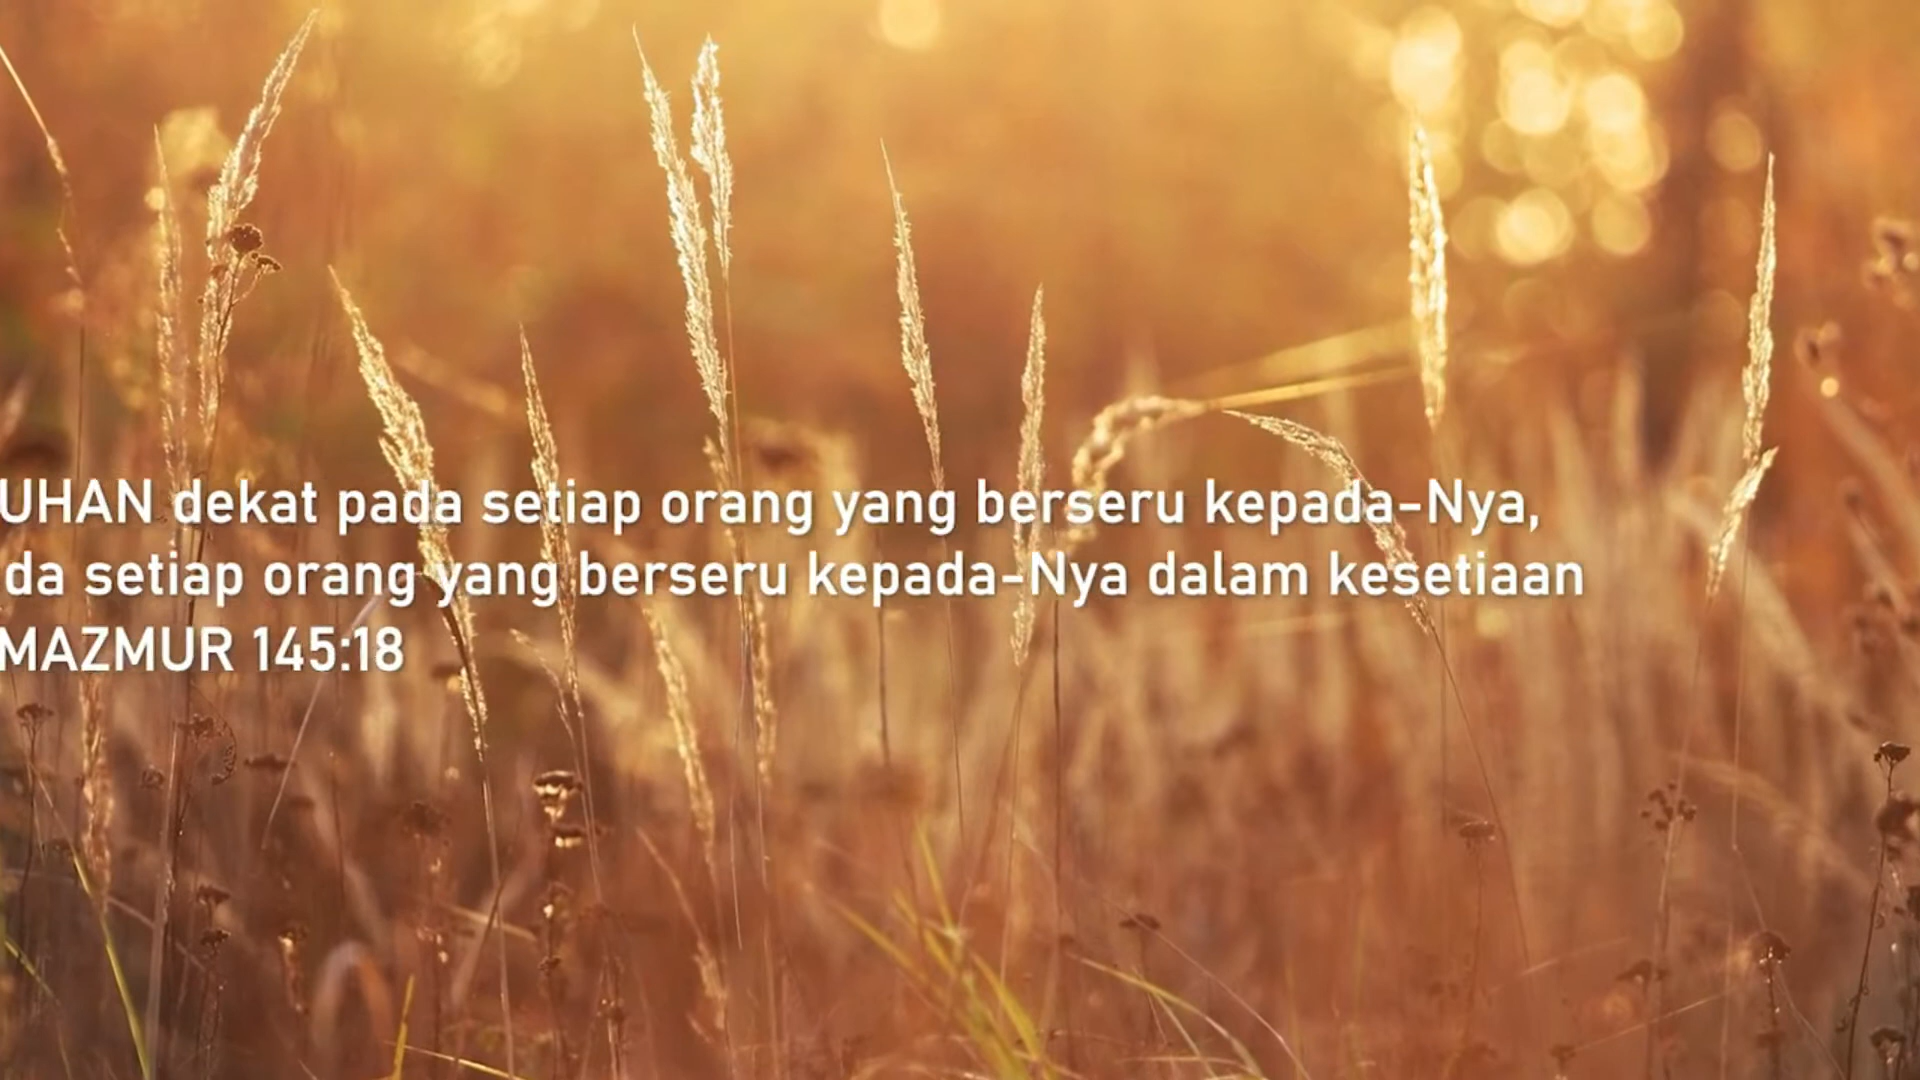 UHAN dekat pada setiap orang yang berseru kepada-Nya,
da setiap orang yang berseru kepada-Nya dalam kesetiaan
MAZMUR 145:18